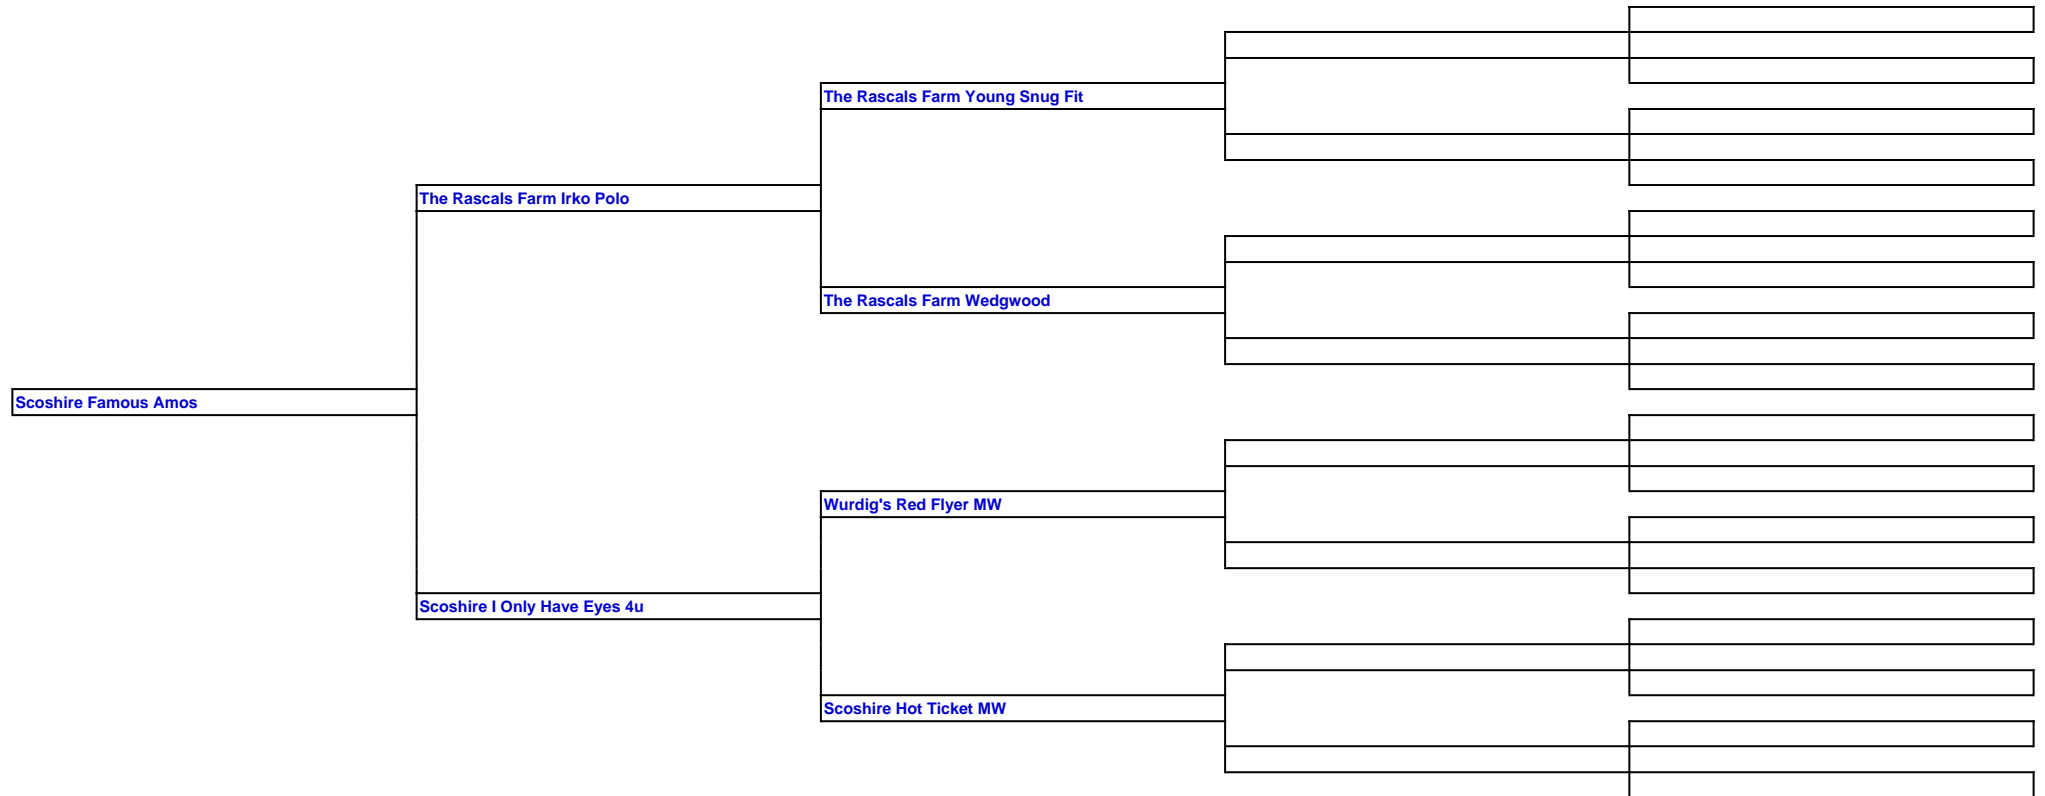 The Rascals Farm Young Snug Fit
The Rascals Farm Irko Polo
The Rascals Farm Wedgwood
Scoshire Famous Amos
Wurdig's Red Flyer MW
Scoshire I Only Have Eyes 4u
Scoshire Hot Ticket MW